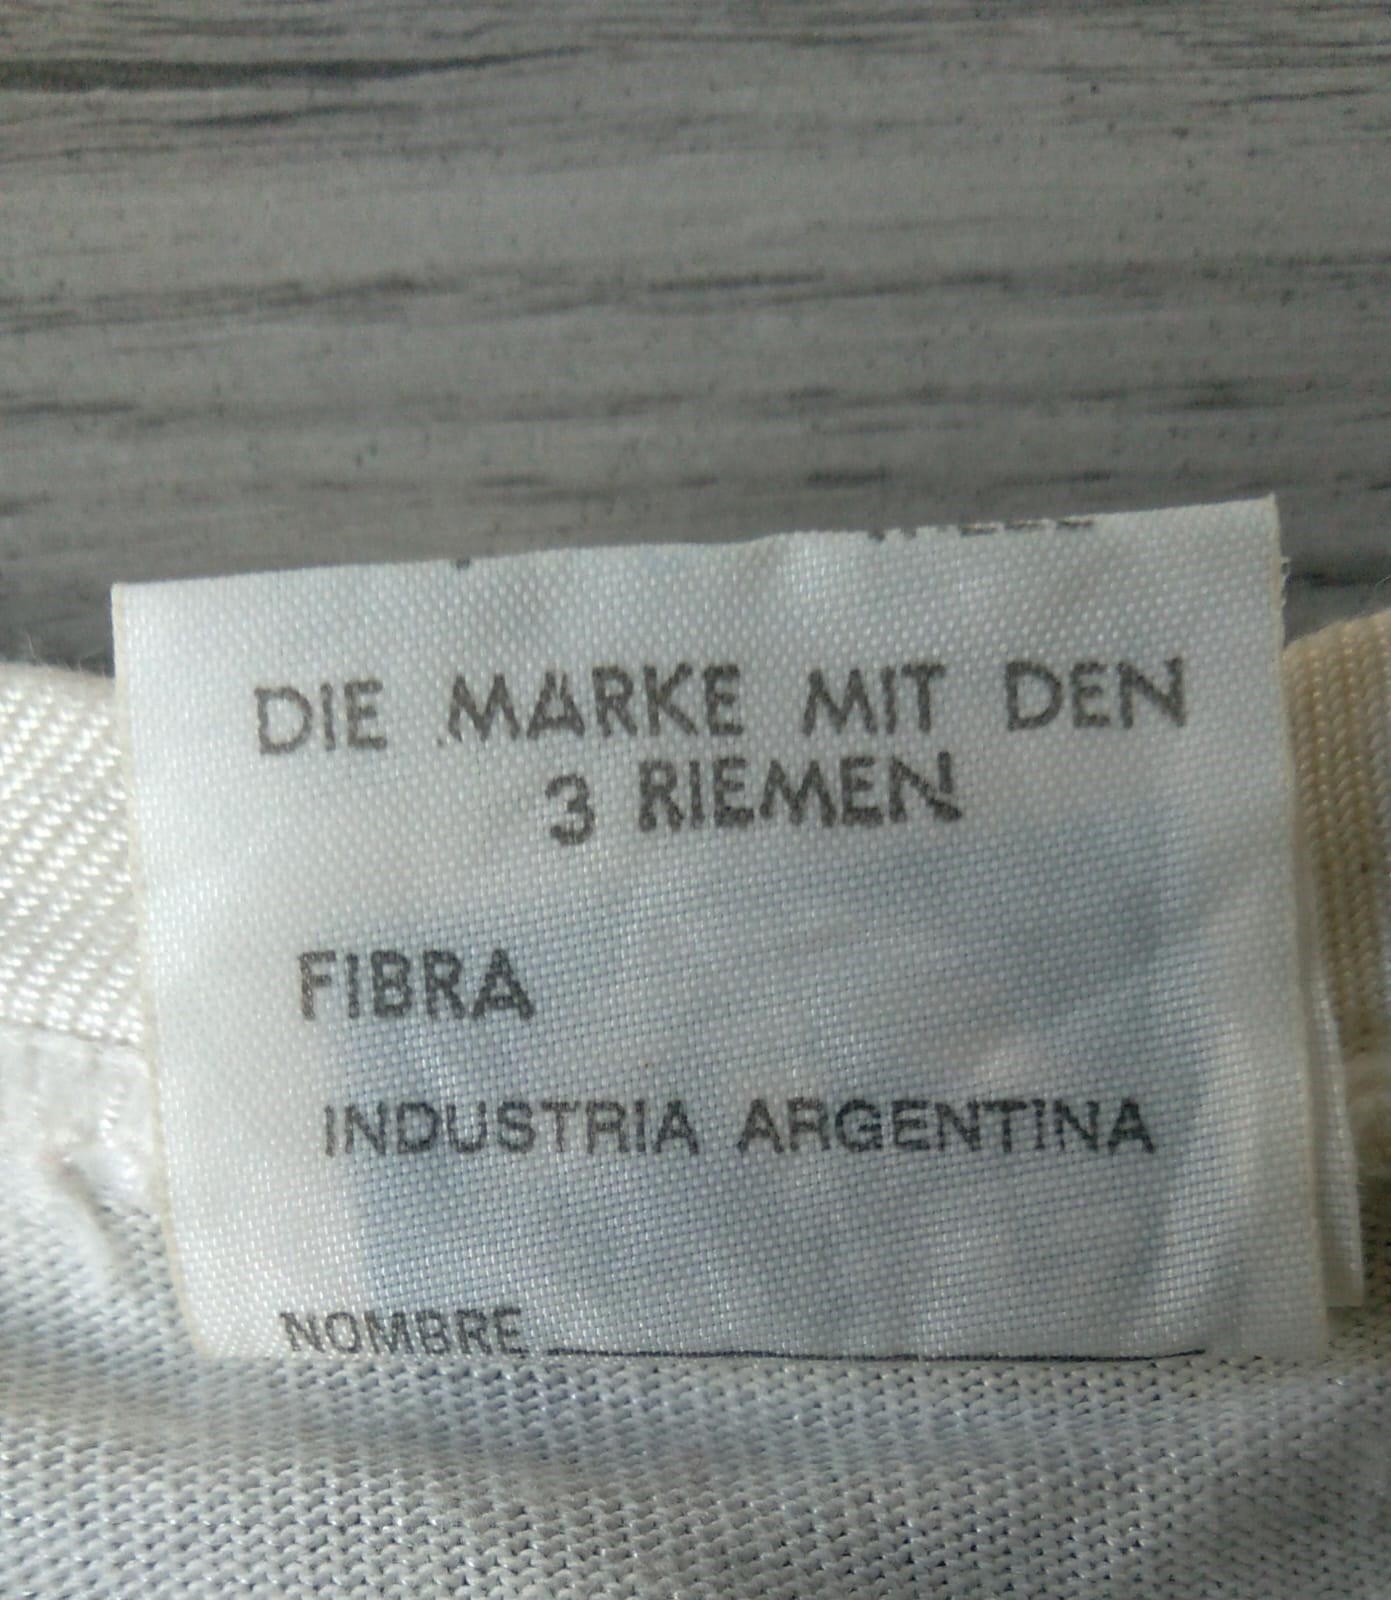 DIE MARKE MIT DEN
3 RIEMEN
FIBRA
INDUSTRIA ARGENTINA
NOMBRE